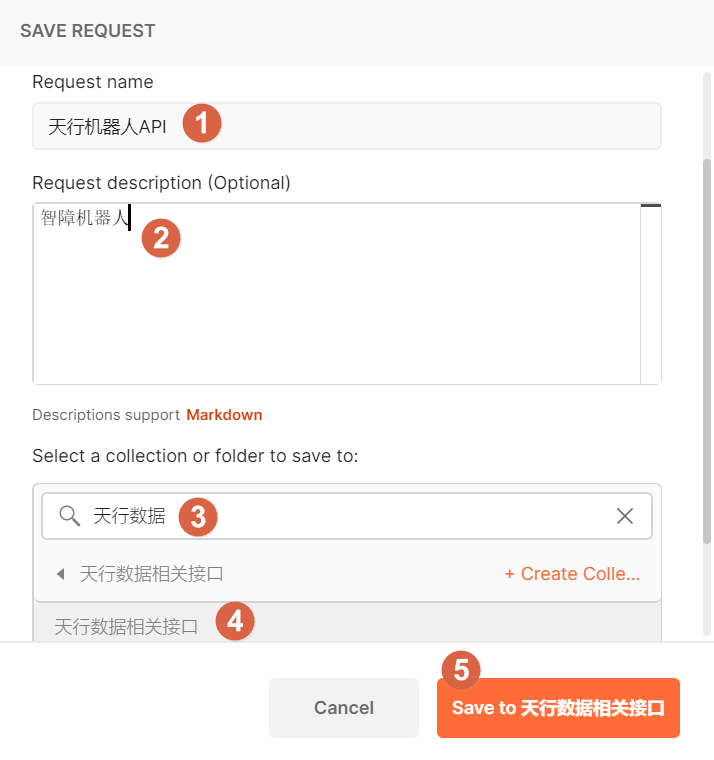 SAVE REQUEST
Request name
天行机器人API 1
Request description (Optional)
智障机器人
2
Descriptions support Markdown
Select a collection or folder to save to:
天行数据 3
天行数据相关接口 + Create Colle...
天行数据相关接口 4
5
Cancel Save to 天行数据相关接口